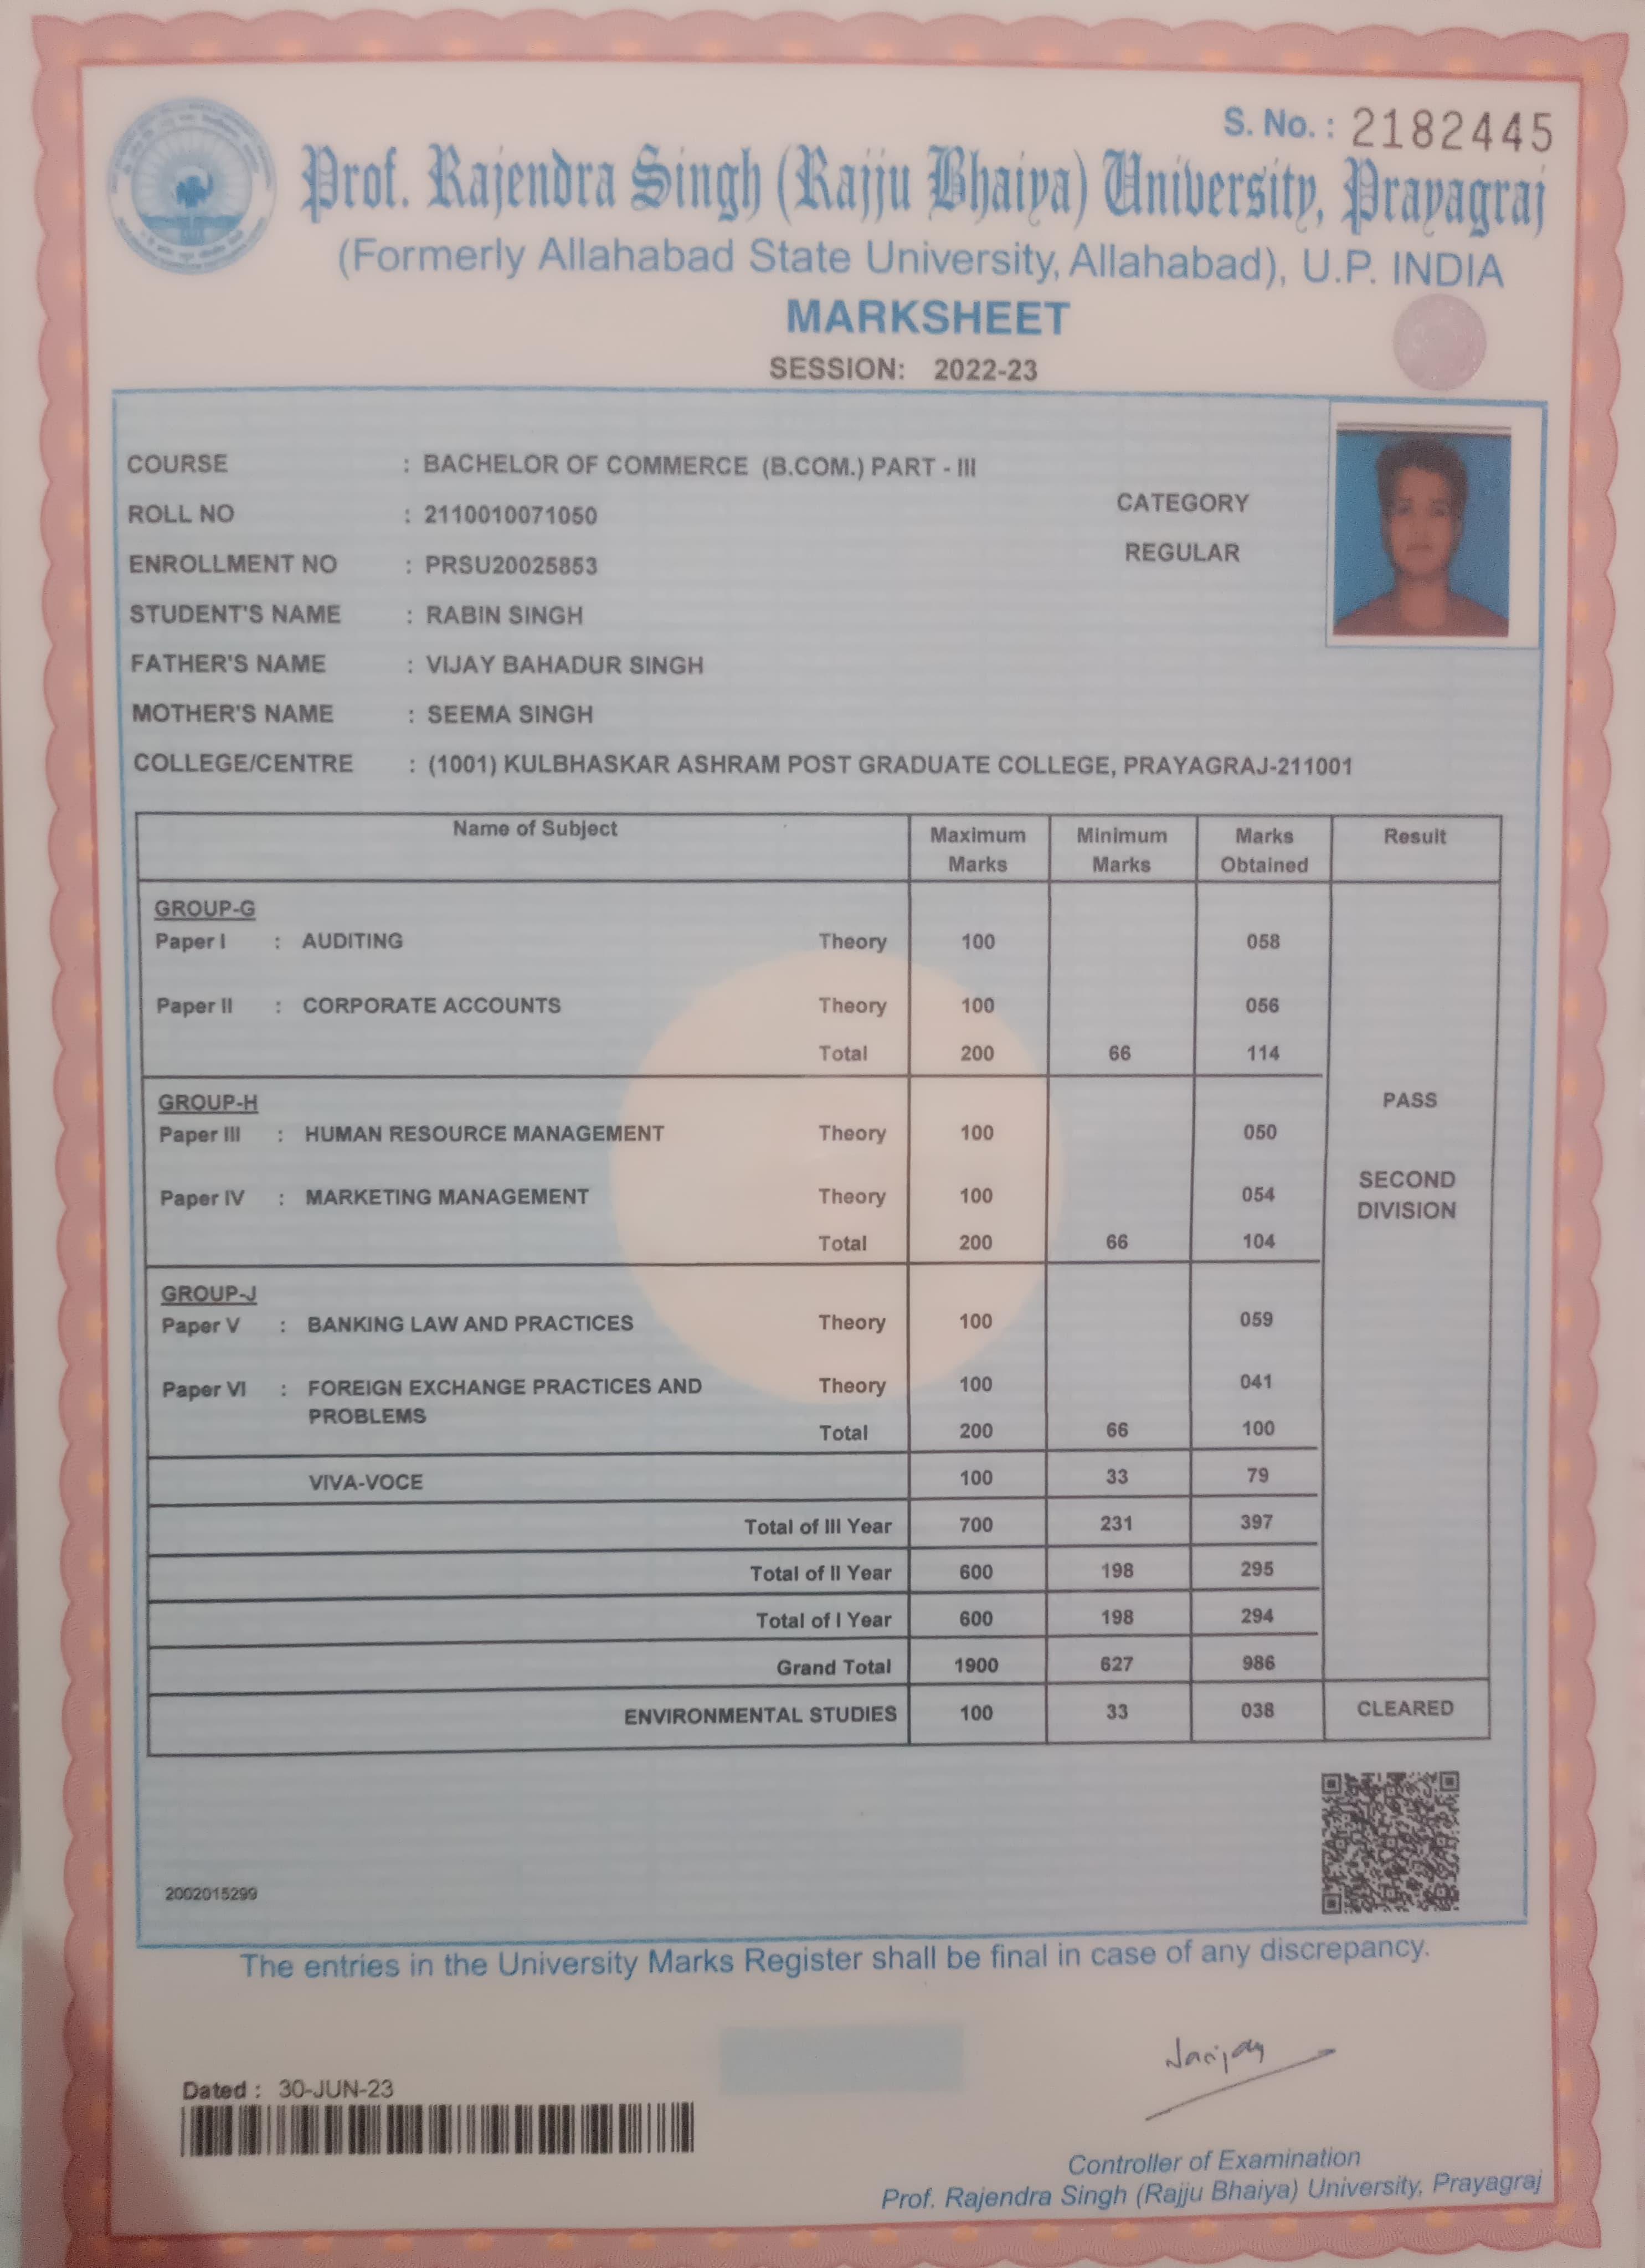 S. No. : 2182445
Prof. Rajendra Singh (Rajju Bhaiya) University, Prayagraj
(Formerly Allahabad State University, Allahabad), U.P. INDIA
MARKSHEET
SESSION: 2022-23
COURSE : BACHELOR OF COMMERCE (B.COM.) PART - III
ROLL NO : 2110010071050
CATEGORY
REGULAR
ENROLLMENT NO : PRSU20025853
STUDENT'S NAME : RABIN SINGH
FATHER'S NAME : VIJAY BAHADUR SINGH
MOTHER'S NAME : SEEMA SINGH
COLLEGE/CENTRE : (1001) KULBHASKAR ASHRAM POST GRADUATE COLLEGE, PRAYAGRAJ-211001
Name of Subject Maximum Marks Minimum Marks Marks Obtained Result
GROUP-G
Paper I : AUDITING Theory 100 058
Paper II : CORPORATE ACCOUNTS Theory 100 056
Total 200 66 114
GROUP-H
PASS
Paper III : HUMAN RESOURCE MANAGEMENT Theory 100 050
Paper IV : MARKETING MANAGEMENT Theory 100 054
SECOND
DIVISION
Total 200 66 104
GROUP-J
Paper V : BANKING LAW AND PRACTICES Theory 100 059
Paper VI : FOREIGN EXCHANGE PRACTICES AND Theory 100 041
PROBLEMS
Total 200 66 100
VIVA-VOCE 100 33 79
Total of III Year 700 231 397
Total of II Year 600 198 295
Total of I Year 600 198 294
Grand Total 1900 627 986
ENVIRONMENTAL STUDIES 100 33 038 CLEARED
2002015299
The entries in the University Marks Register shall be final in case of any discrepancy.
Dated : 30-JUN-23
Controller of Examination
Prof. Rajendra Singh (Rajju Bhaiya) University, Prayagraj